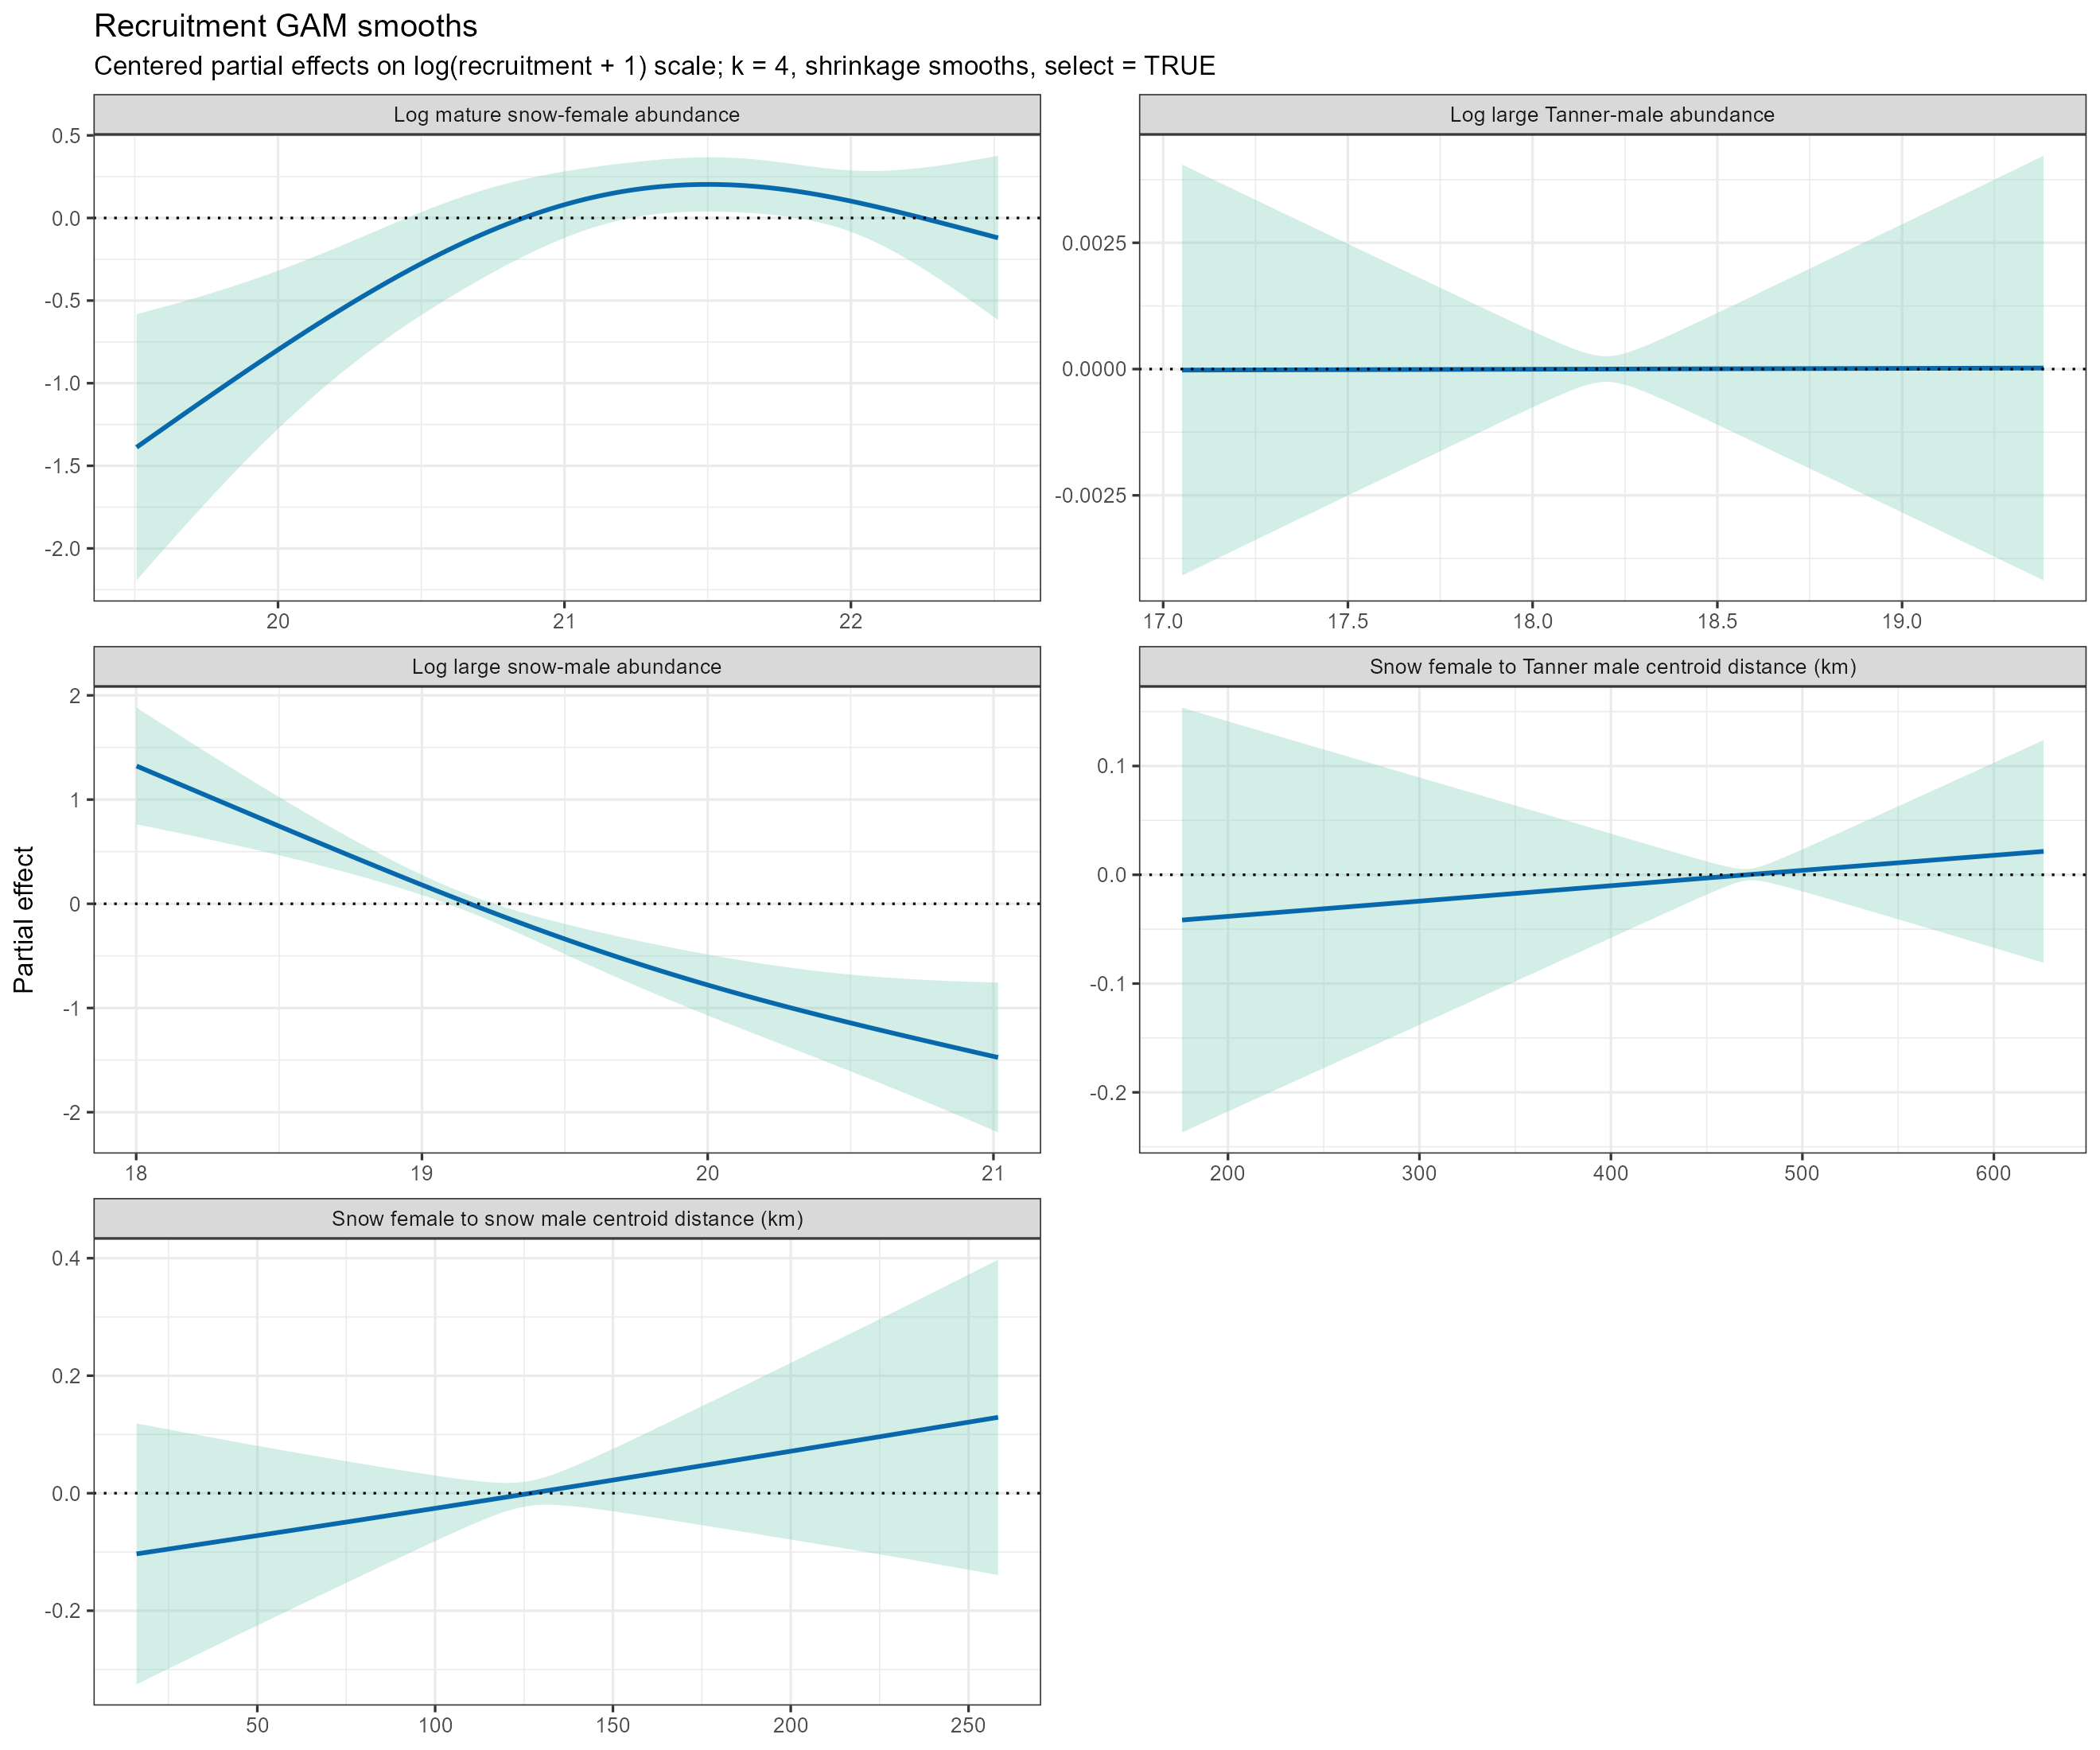 Recruitment GAM smooths
Centered partial effects on log(recruitment + 1) scale; k = 4, shrinkage smooths, select = TRUE
Log mature snow-female abundance
0.5
0.0
-0.5
-1.0
-1.5
-2.0
20 21 22
Log large Tanner-male abundance
0.0025
0.0000
-0.0025
17.0 17.5 18.0 18.5 19.0
Partial effect
Log large snow-male abundance
2
1
0
-1
-2
18 19 20 21
Snow female to Tanner male centroid distance (km)
0.1
0.0
-0.1
-0.2
200 300 400 500 600
Snow female to snow male centroid distance (km)
0.4
0.2
0.0
-0.2
50 100 150 200 250